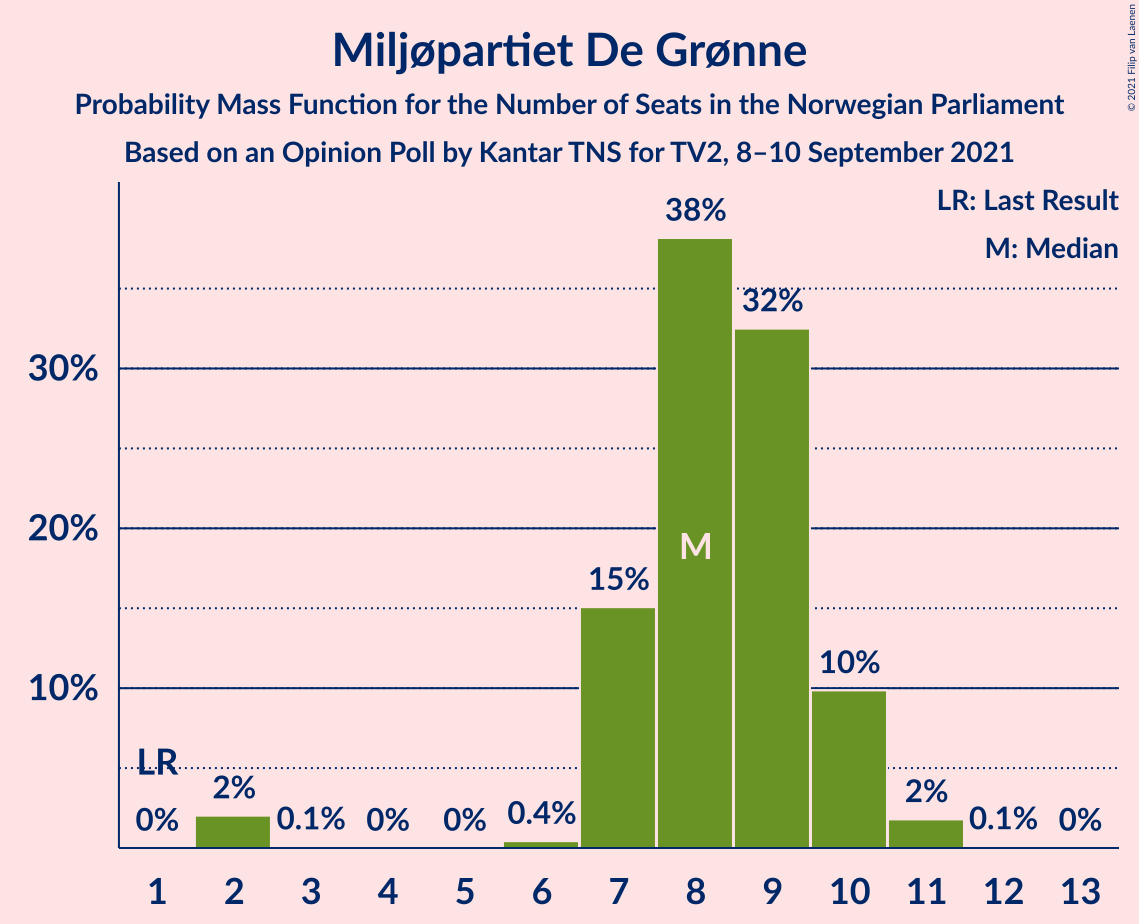 Miljøpartiet De Grønne
Probability Mass Function for the Number of Seats in the Norwegian Parliament
Based on an Opinion Poll by Kantar TNS for TV2, 8–10 September 2021
© 2021 Filip van Laenen
LR: Last Result
M: Median
38%
32%
30%
20%
M
15%
10%
10%
LR
0%
2%
0.1%
0%
0%
0.4%
2%
0.1%
0%
1 2 3 4 5 6 7 8 9 10 11 12 13